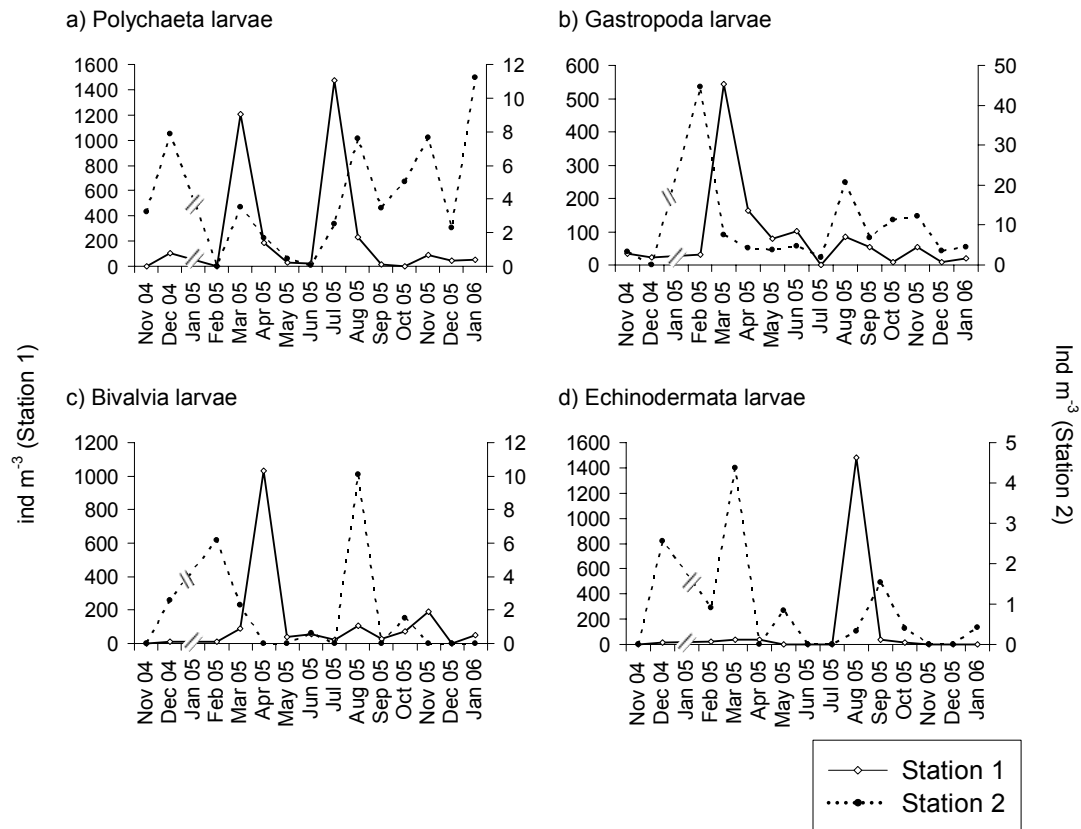 a) Polychaeta larvae
1600
1400
1200
1000
800
600
400
200
0
12
10
8
6
4
2
0
Nov 04
Dec 04
Jan 05
Feb 05
Mar 05
Apr 05
May 05
Jun 05
Jul 05
Aug 05
Sep 05
Oct 05
Nov 05
Dec 05
Jan 06
b) Gastropoda larvae
600
500
400
300
200
100
0
50
40
30
20
10
0
Nov 04
Dec 04
Jan 05
Feb 05
Mar 05
Apr 05
May 05
Jun 05
Jul 05
Aug 05
Sep 05
Oct 05
Nov 05
Dec 05
Jan 06
ind m⁻³ (Station 1)
c) Bivalvia larvae
1200
1000
800
600
400
200
0
12
10
8
6
4
2
0
Nov 04
Dec 04
Jan 05
Feb 05
Mar 05
Apr 05
May 05
Jun 05
Jul 05
Aug 05
Sep 05
Oct 05
Nov 05
Dec 05
Jan 06
d) Echinodermata larvae
1600
1400
1200
1000
800
600
400
200
0
5
4
3
2
1
0
Nov 04
Dec 04
Jan 05
Feb 05
Mar 05
Apr 05
May 05
Jun 05
Jul 05
Aug 05
Sep 05
Oct 05
Nov 05
Dec 05
Jan 06
Ind m⁻³ (Station 2)
Station 1
Station 2